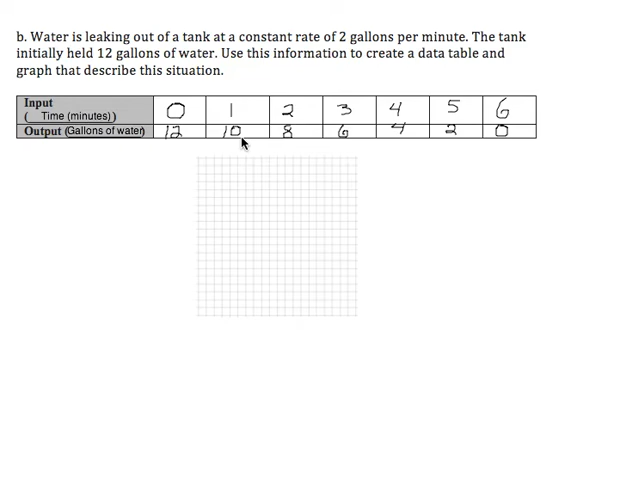 b. Water is leaking out of a tank at a constant rate of 2 gallons per minute. The tank
initially held 12 gallons of water. Use this information to create a data table and
graph that describe this situation.
Input
( Time (minutes) ) 0 1 2 3 4 5 6
Output (Gallons of water) 12 10 8 6 4 2 0